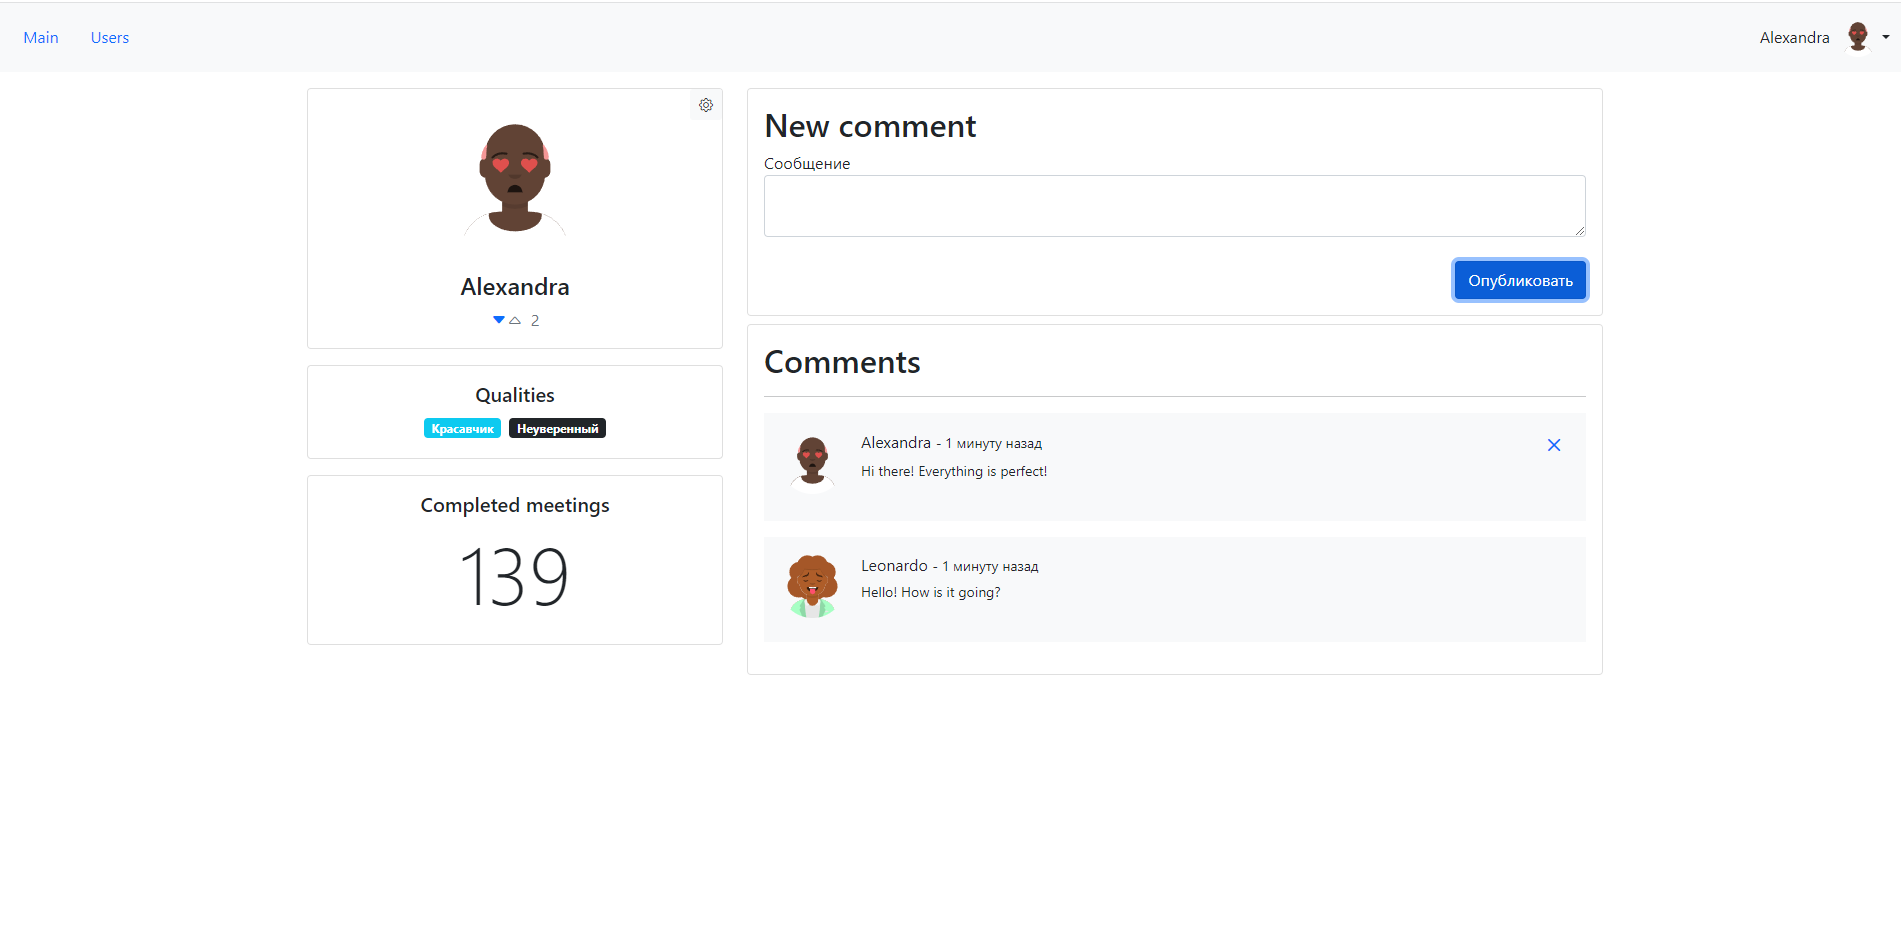 Main Users Alexandra
Alexandra
2
Qualities
Красавчик Неуверенный
Completed meetings
139
New comment
Сообщение
Опубликовать
Comments
Alexandra - 1 минуту назад
Hi there! Everything is perfect!
Leonardo - 1 минуту назад
Hello! How is it going?